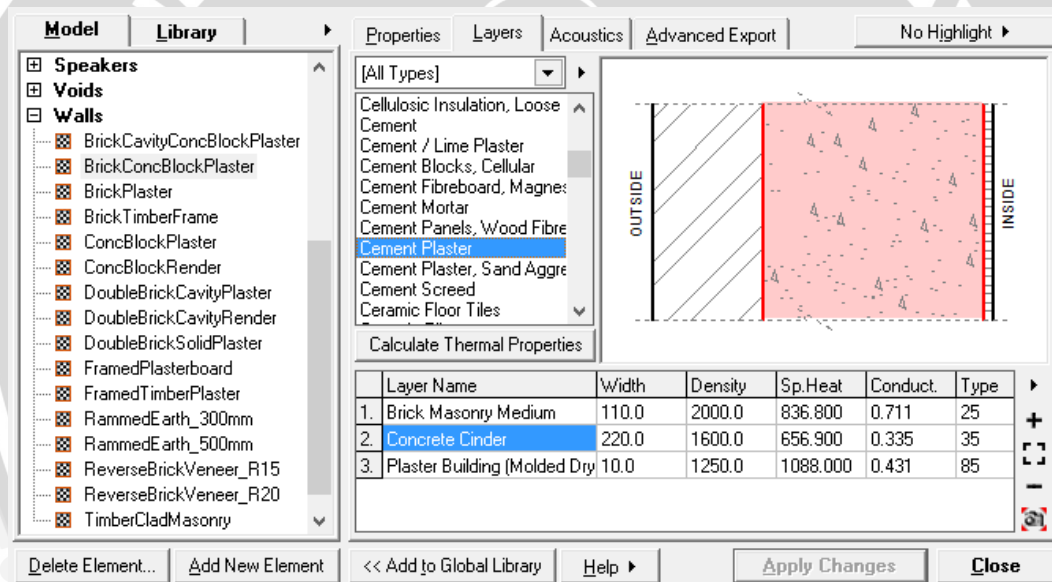 Model Library
Speakers
Voids
Walls
BrickCavityConcBlockPlaster
BrickConcBlockPlaster
BrickPlaster
BrickTimberFrame
ConcBlockPlaster
ConcBlockRender
DoubleBrickCavityPlaster
DoubleBrickCavityRender
DoubleBrickSolidPlaster
FramedPlasterboard
FramedTimberPlaster
RammedEarth_300mm
RammedEarth_500mm
ReverseBrickVeneer_R15
ReverseBrickVeneer_R20
TimberCladMasonry
Delete Element... Add New Element
Properties Layers Acoustics Advanced Export No Highlight
[All Types]
Cellulosic Insulation, Loose
Cement
Cement / Lime Plaster
Cement Blocks, Cellular
Cement Fibreboard, Magnes
Cement Mortar
Cement Panels, Wood Fibre
Cement Plaster
Cement Plaster, Sand Aggre
Cement Screed
Ceramic Floor Tiles
Calculate Thermal Properties
OUTSIDE
INSIDE
Layer Name Width Density Sp.Heat Conduct. Type
1. Brick Masonry Medium 110.0 2000.0 836.800 0.711 25
2. Concrete Cinder 220.0 1600.0 656.900 0.335 35
3. Plaster Building (Molded Dry 10.0 1250.0 1088.000 0.431 85
<< Add to Global Library Help Apply Changes Close